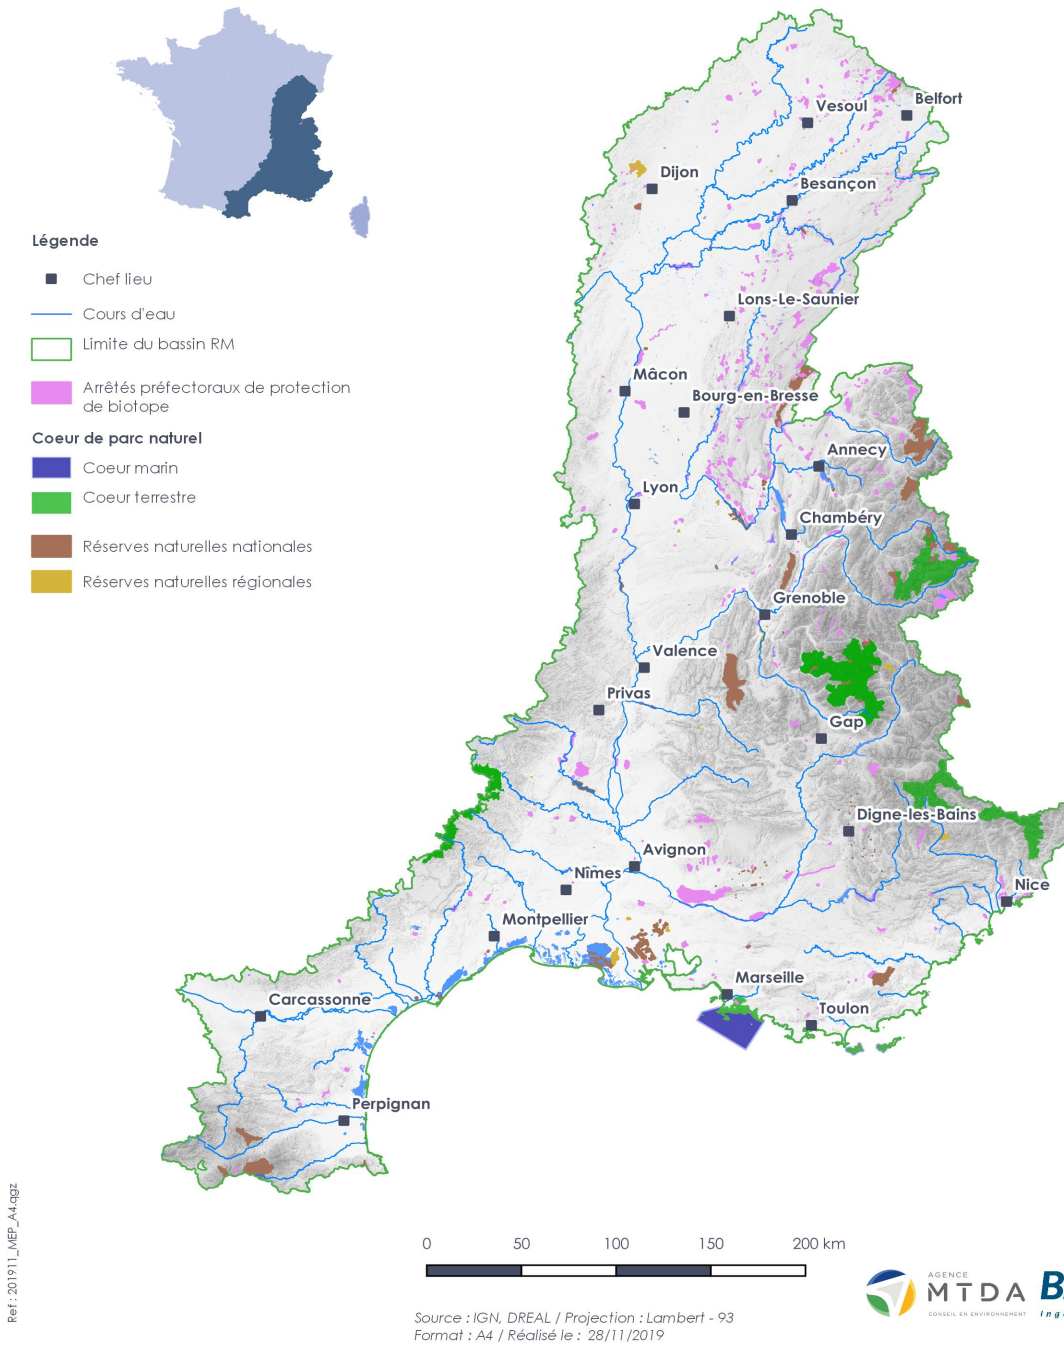 Légende
Chef lieu
Cours d'eau
Limite du bassin RM
Arrêtés préfectoraux de protection
de biotope
Coeur de parc naturel
Coeur marin
Coeur terrestre
Réserves naturelles nationales
Réserves naturelles régionales
Belfort
Vesoul
Dijon
Besançon
Lons-Le-Saunier
Mâcon
Bourg-en-Bresse
Annecy
Lyon
Chambéry
Grenoble
Valence
Privas
Gap
Digne-les-Bains
Avignon
Nîmes
Nice
Montpellier
Marseille
Carcassonne
Toulon
Perpignan
Ref : 201911_MEP_A4.qgz
0 50 100 150 200 km
Source : IGN, DREAL / Projection : Lambert - 93
Format : A4 / Réalisé le : 28/11/2019
AGENCE
MTDA
CONSEIL EN ENVIRONNEMENT